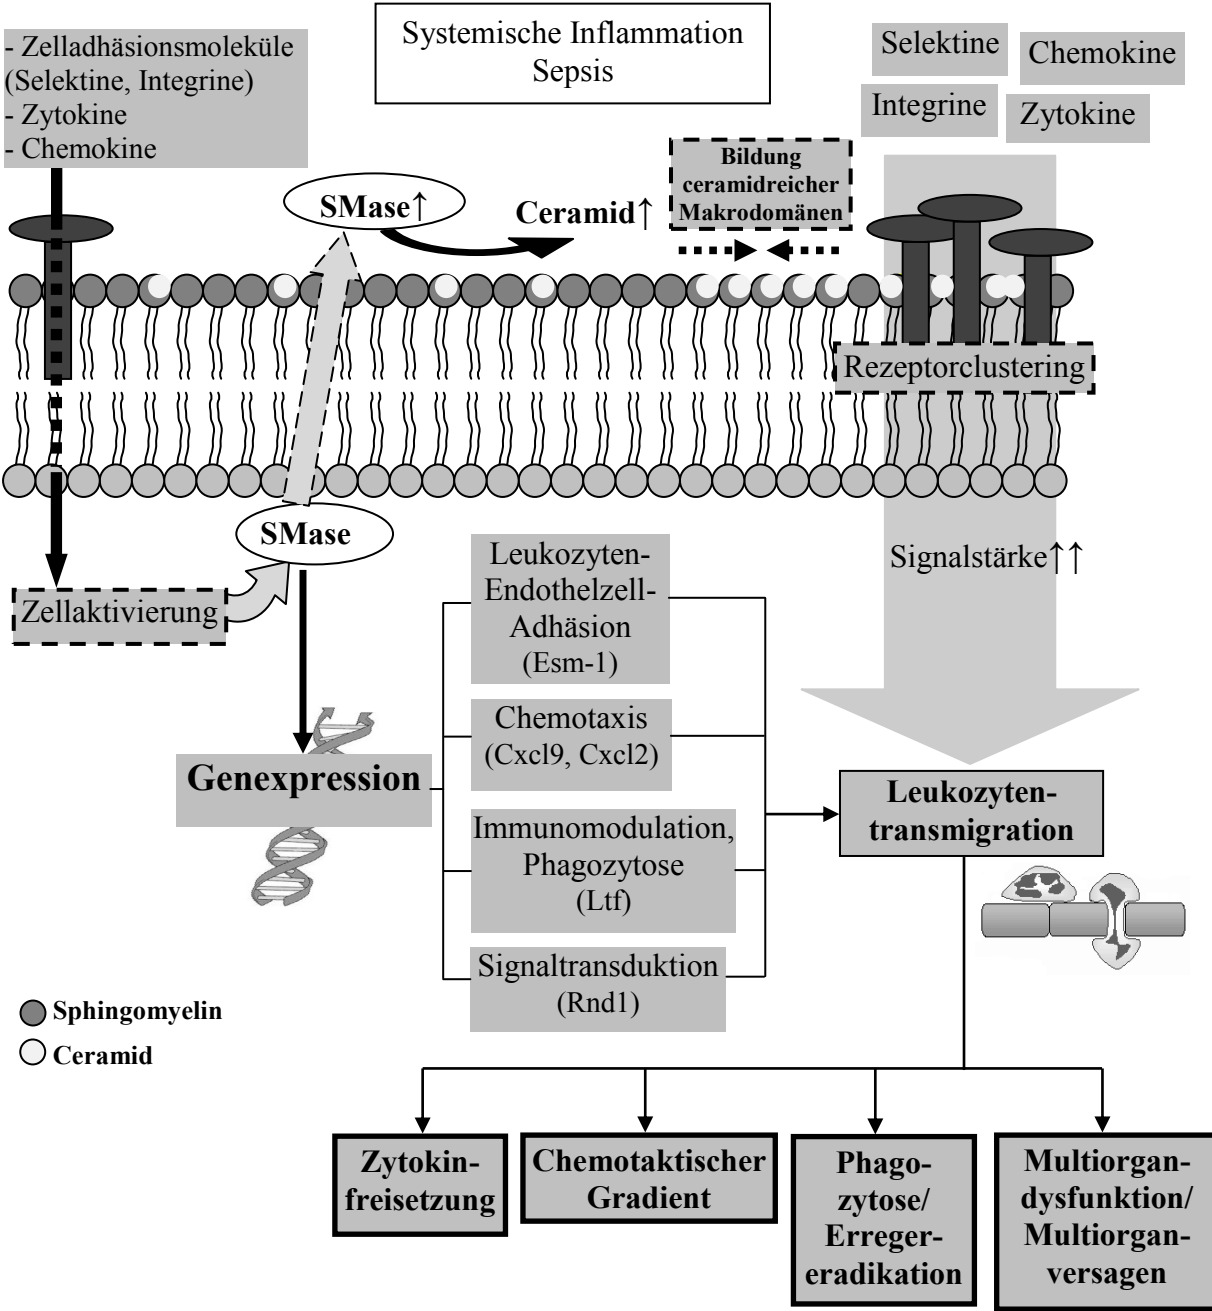 Systemische Inflammation
Sepsis
- Zelladhäsionsmoleküle
(Selektine, Integrine)
- Zytokine
- Chemokine
Selektine
Chemokine
Integrine
Zytokine
SMase↑
Ceramid↑
Bildung
ceramidreicher
Makrodomänen
Rezeptorclustering
SMase
Zellaktivierung
Signalstärke↑↑
Leukozyten-
Endothelzell-
Adhäsion
(Esm-1)
Chemotaxis
(Cxcl9, Cxcl2)
Genexpression
Immunomodulation,
Phagozytose
(Ltf)
Signaltransduktion
(Rnd1)
Leukozyten-
transmigration
Sphingomyelin
Ceramid
Zytokin-
freisetzung
Chemotaktischer
Gradient
Phago-
zytose/
Erreger-
eradikation
Multiorgan-
dysfunktion/
Multiorgan-
versagen